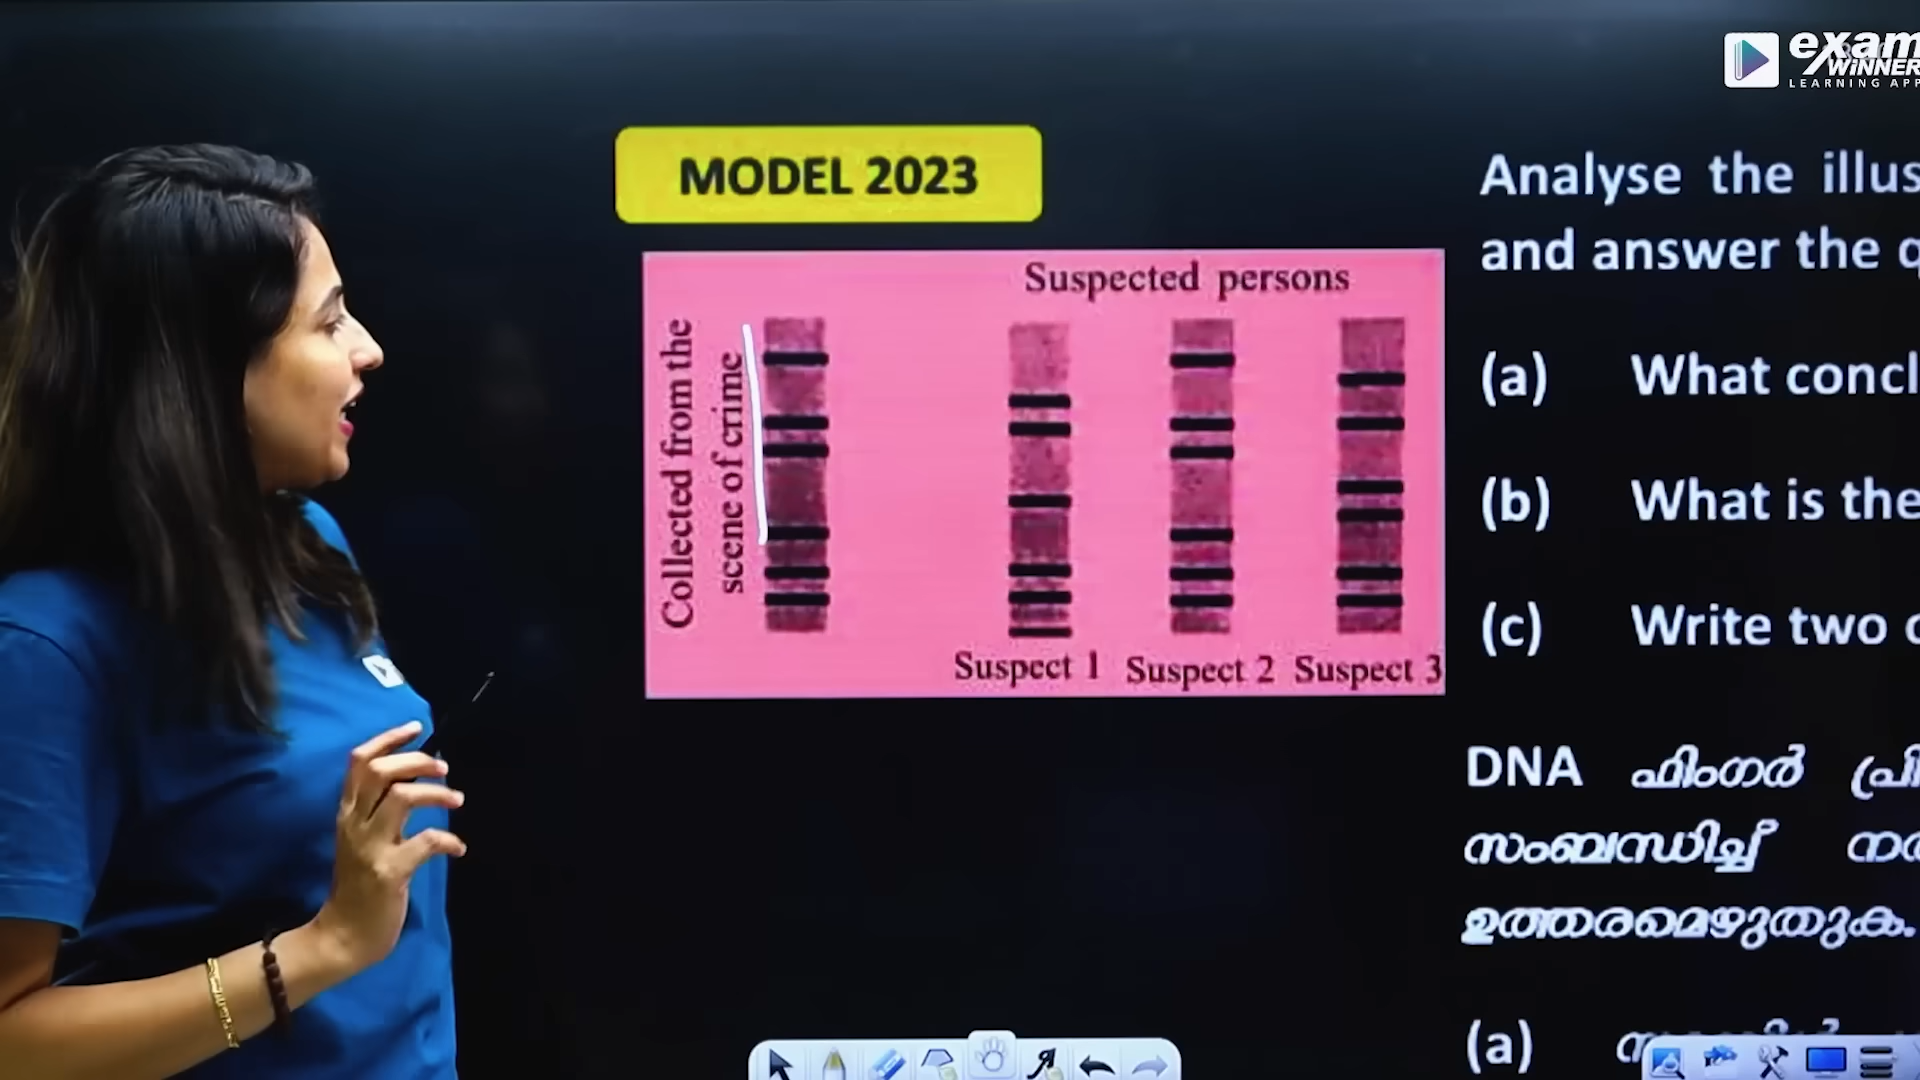 exam
WINNER
LEARNING APP
MODEL 2023
Suspected persons
Collected from the
scene of crime
Suspect 1 Suspect 2 Suspect 3
Analyse the illus
and answer the q
(a) What concl
(b) What is the
(c) Write two
DNA ഫിംഗർ പ്രി
സംബന്ധിച്ച് നൽ
ഉത്തരമെഴുതുക.
(a)